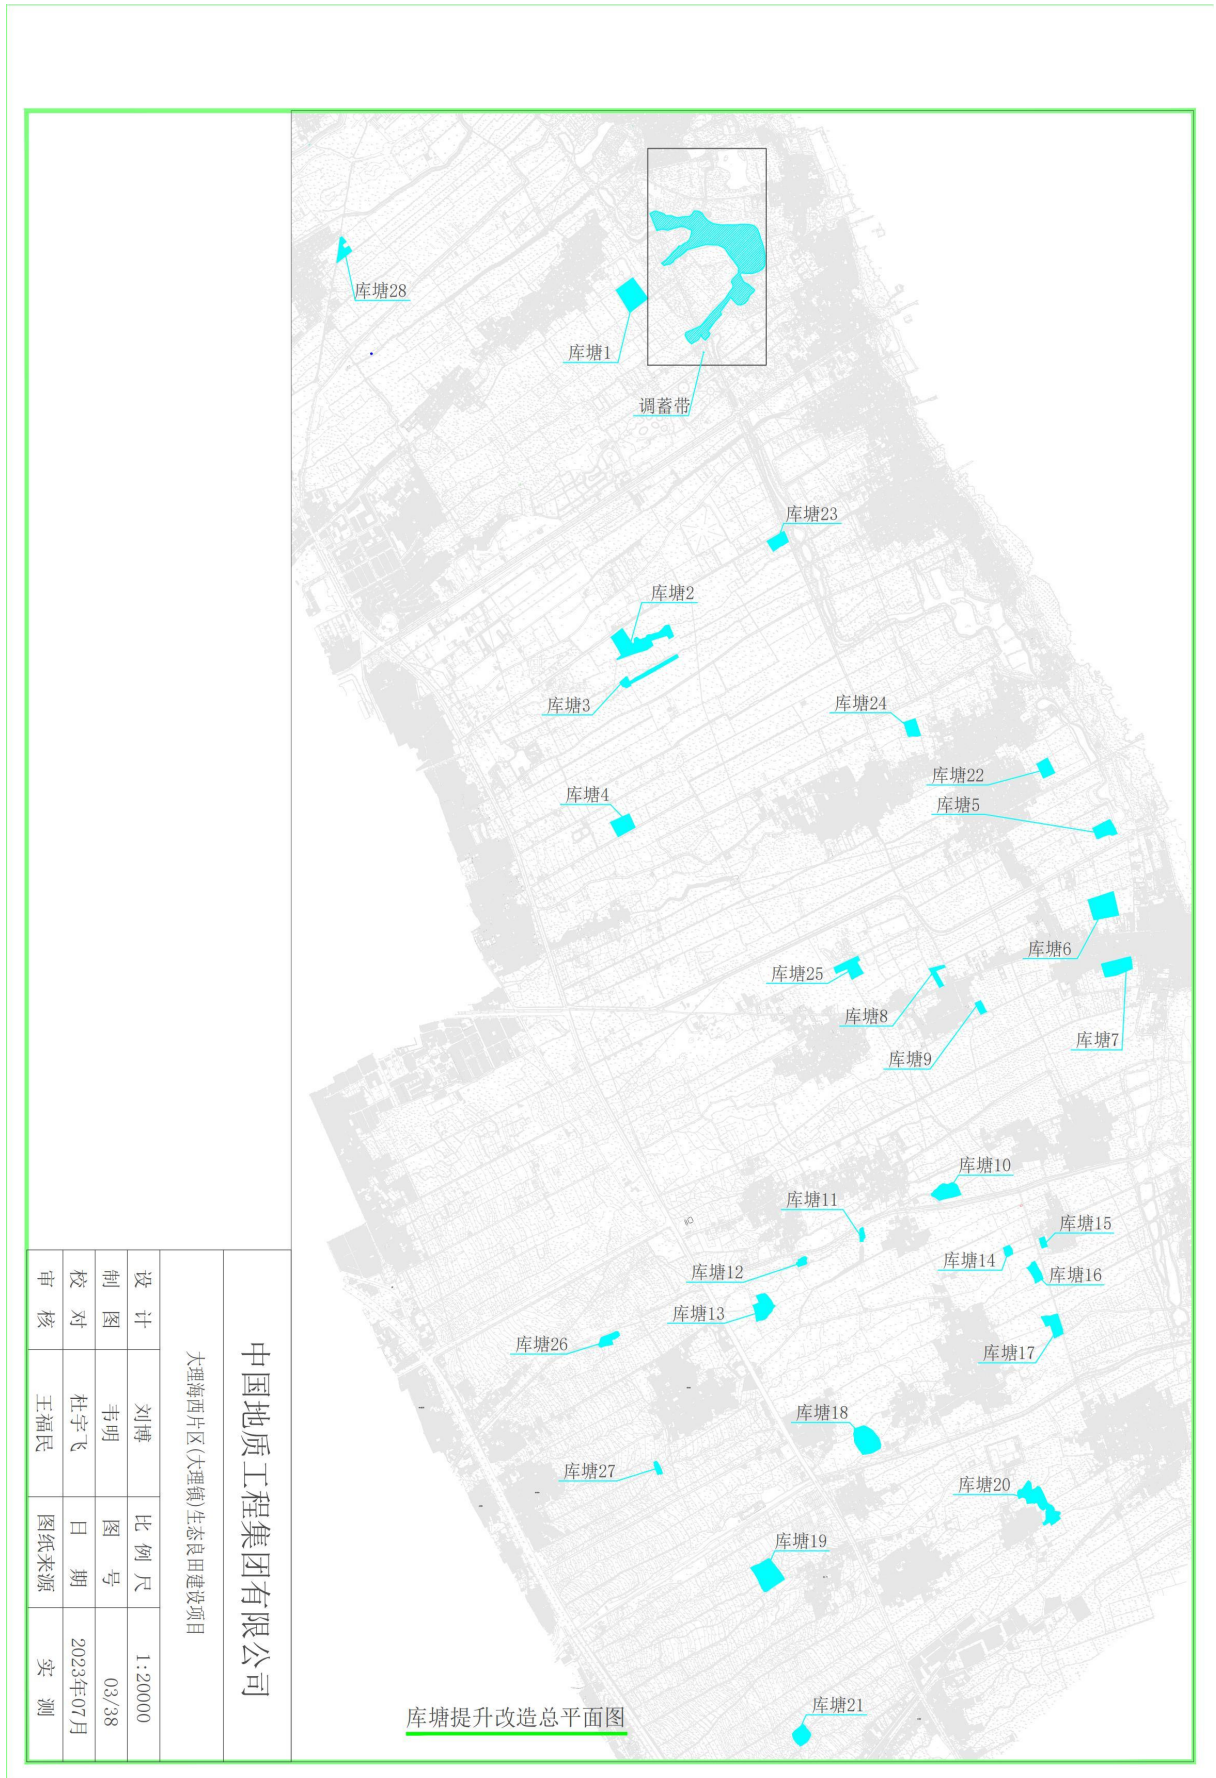 库塘28
库塘1
调蓄带
库塘23
库塘2
库塘3
库塘24
库塘22
库塘4
库塘5
库塘6
库塘25
库塘8
库塘7
库塘9
库塘10
库塘11
库塘15
库塘14
库塘12
库塘16
库塘13
库塘26
库塘17
库塘18
库塘27
库塘20
库塘19
库塘21
库塘提升改造总平面图
中国地质工程集团有限公司
大理海西片区(大理镇)生态良田建设项目
设 计 刘博 比 例 尺 1:20000
制 图 韦明 图 号 03/38
校 对 杜宇飞 日 期 2023年07月
审 核 王福民 图纸来源 实 测